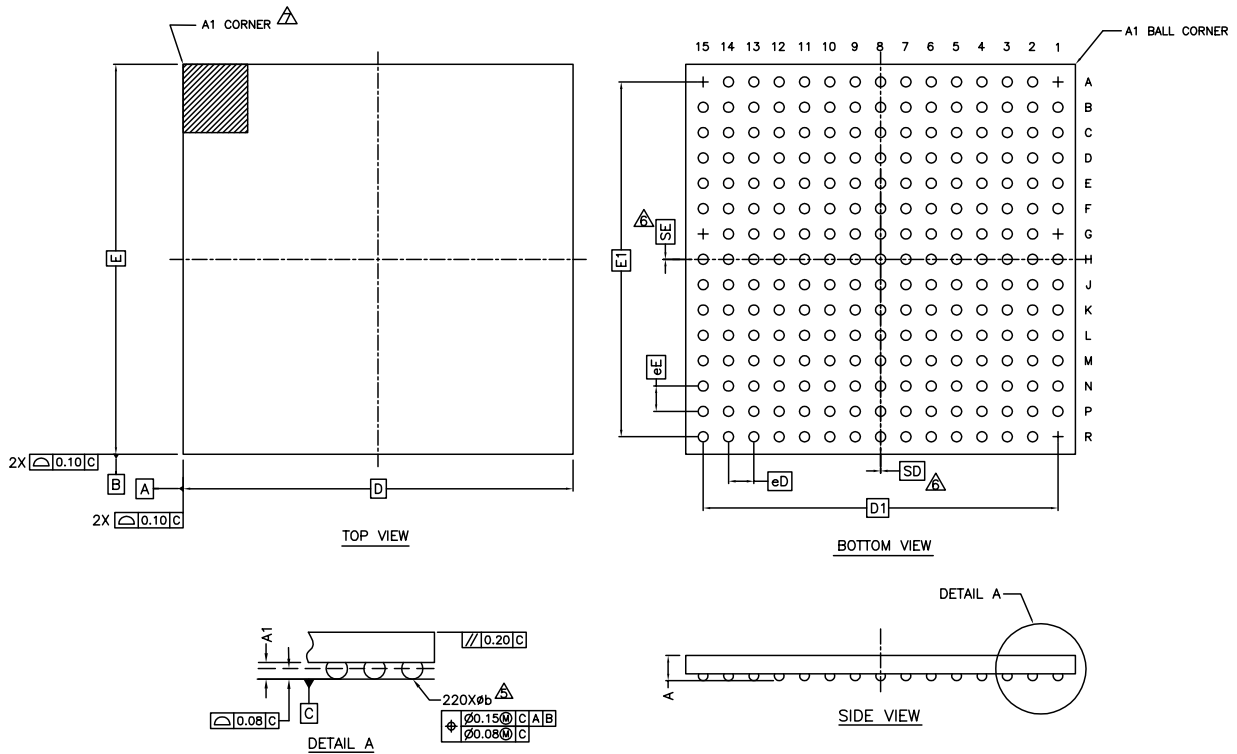 A1 CORNER 7
A1 BALL CORNER
15 14 13 12 11 10 9 8 7 6 5 4 3 2 1
A
B
C
D
E
F
G
H
J
K
L
M
N
P
R
E
6
SE
E1
eE
SD
6
eD
D1
2X ⌓ 0.10 C
B
A
D
2X ⌓ 0.10 C
TOP VIEW
BOTTOM VIEW
DETAIL A
A1
// 0.20 C
220XØb 5
⌖ Ø0.15Ⓜ C A B
Ø0.08Ⓜ C
⌓ 0.08 C
C
DETAIL A
A
SIDE VIEW